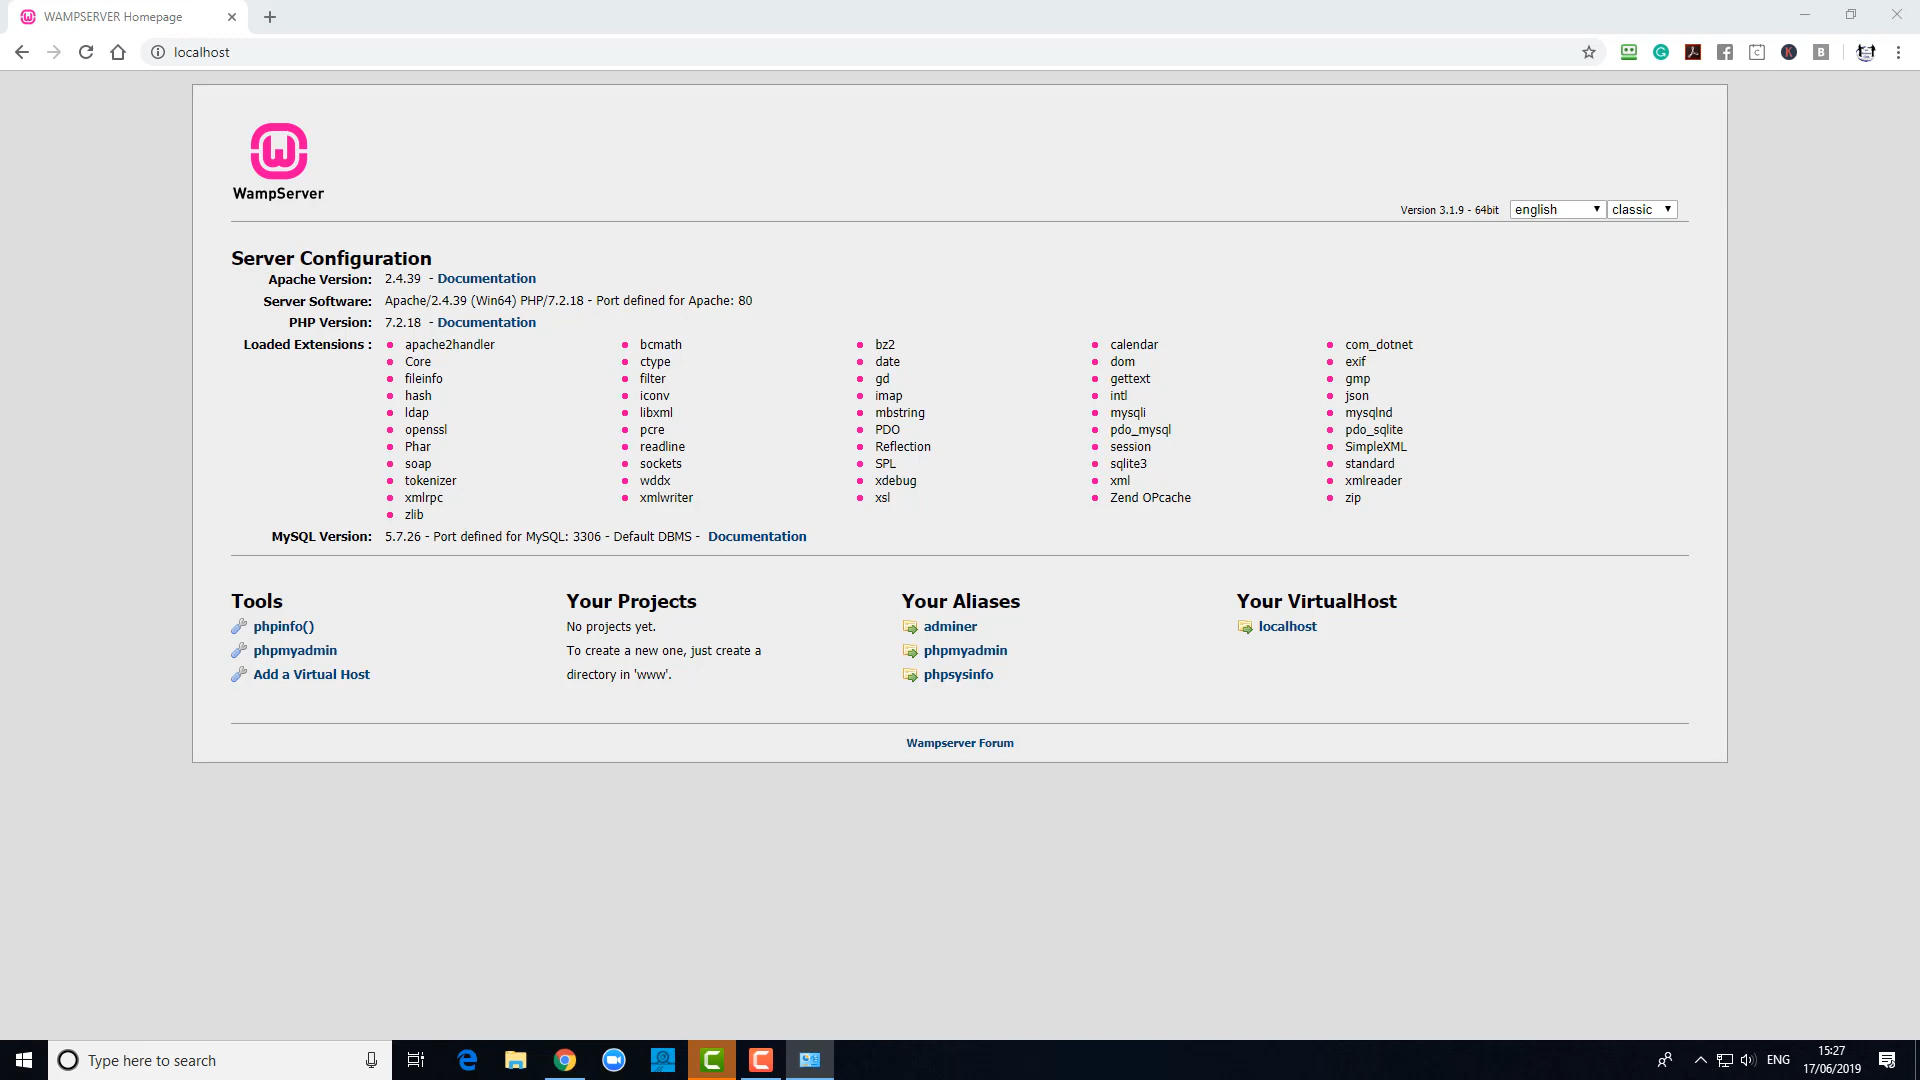 WAMPSERVER Homepage
localhost
WampServer
Version 3.1.9 - 64bit english classic
Server Configuration
Apache Version: 2.4.39 - Documentation
Server Software: Apache/2.4.39 (Win64) PHP/7.2.18 - Port defined for Apache: 80
PHP Version: 7.2.18 - Documentation
Loaded Extensions : apache2handler bcmath bz2 calendar com_dotnet
Core ctype date dom exif
fileinfo filter gd gettext gmp
hash iconv imap intl json
ldap libxml mbstring mysqli mysqlnd
openssl pcre PDO pdo_mysql pdo_sqlite
Phar readline Reflection session SimpleXML
soap sockets SPL sqlite3 standard
tokenizer wddx xdebug xml xmlreader
xmlrpc xmlwriter xsl Zend OPcache zip
zlib
MySQL Version: 5.7.26 - Port defined for MySQL: 3306 - Default DBMS - Documentation
Tools
phpinfo()
phpmyadmin
Add a Virtual Host
Your Projects
No projects yet.
To create a new one, just create a
directory in 'www'.
Your Aliases
adminer
phpmyadmin
phpsysinfo
Your VirtualHost
localhost
Wampserver Forum
Type here to search
ENG
15:27
17/06/2019